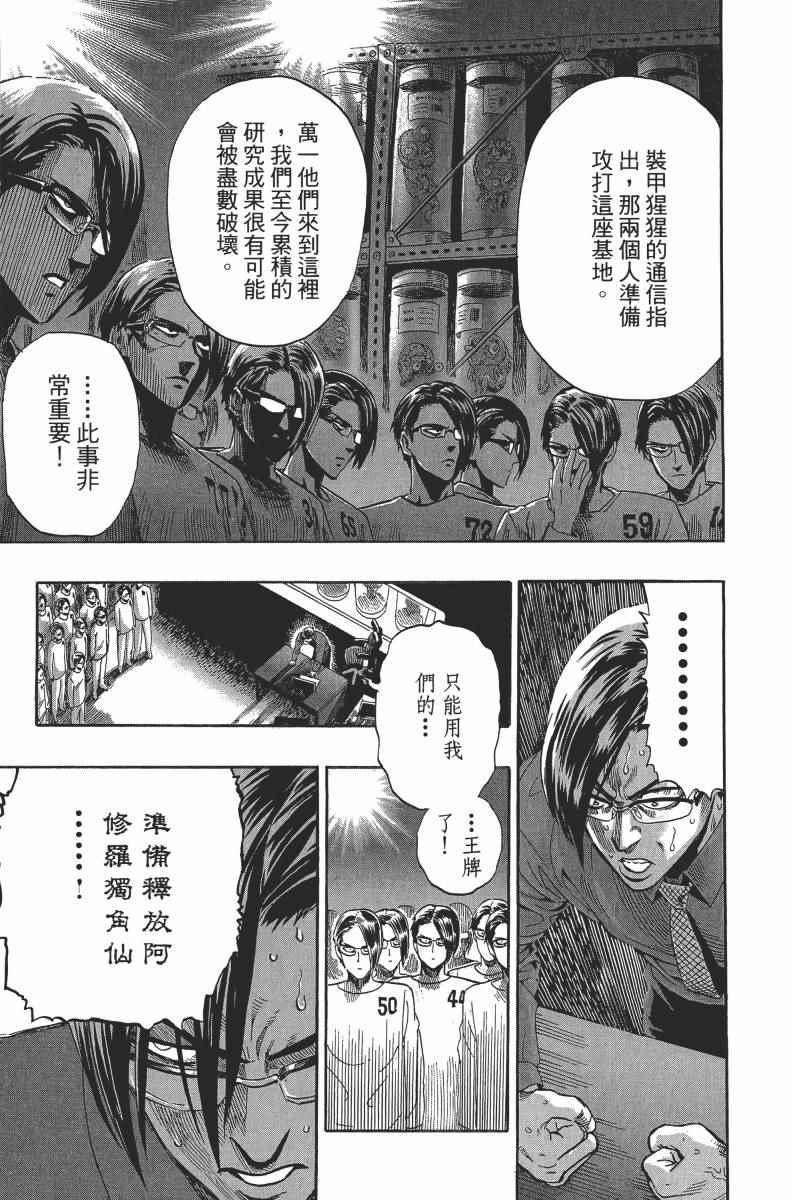 裝甲猩猩的通信指
出，那兩個人準備
攻打這座基地。
萬一他們來到這裡
，我們至今累積的
研究成果很有可能
會被盡數破壞。
……此事非
常重要！
72
59
31
65
………
只能用我
們的…
…王牌
了！
50
44
準備釋放阿
修羅獨角仙
………！